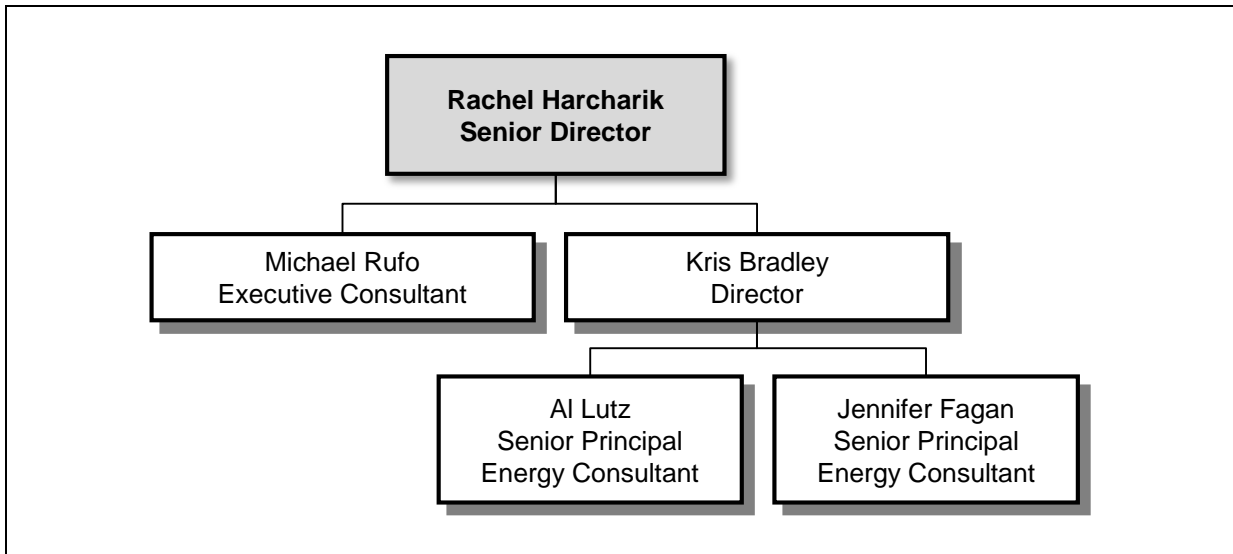 Rachel Harcharik
Senior Director
Michael Rufo
Executive Consultant
Kris Bradley
Director
Al Lutz
Senior Principal
Energy Consultant
Jennifer Fagan
Senior Principal
Energy Consultant